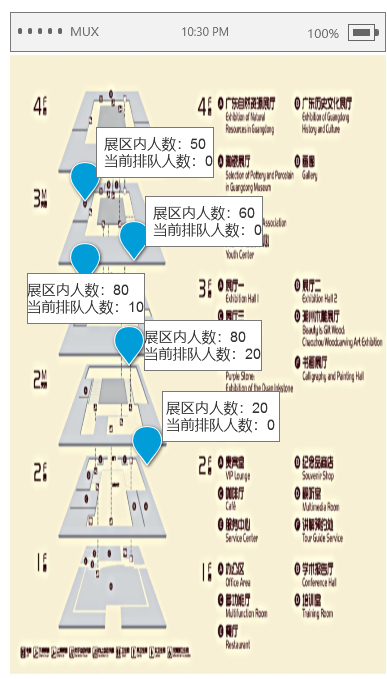 MUX
10:30 PM
100%
4F
4F
广东自然资源展厅
Exhibition of Natural
Resources in Guangdong
广东历史文化展厅
Exhibition of Guangdong
History and Culture
展区内人数：50
当前排队人数：0
陶瓷展厅
Selection of Pottery and Porcelain
in Guangdong Museum
画廊
Gallery
3M
展区内人数：60
当前排队人数：0
Association
Youth Center
展区内人数：80
当前排队人数：10
3F
展厅一
Exhibition Hall 1
展厅二
Exhibition Hall 2
展厅三
潮州木雕展厅
Beauty Is Gift Wood:
Chaozhou Woodcarving Art Exhibition
展区内人数：80
当前排队人数：20
书画展厅
Calligraphy and Painting Hall
Purple Stone:
Exhibition of the Duan Inkstone
2M
展区内人数：20
当前排队人数：0
2F
2F
贵宾室
VIP Lounge
纪念品商店
Souvenir Shop
咖啡厅
Café
视听室
Multimedia Room
服务中心
Service Center
讲解预约处
Tour Guide Service
1F
1F
办公区
Office Area
学术报告厅
Conference Hall
多功能厅
Multifunction Room
培训室
Training Room
餐厅
Restaurant